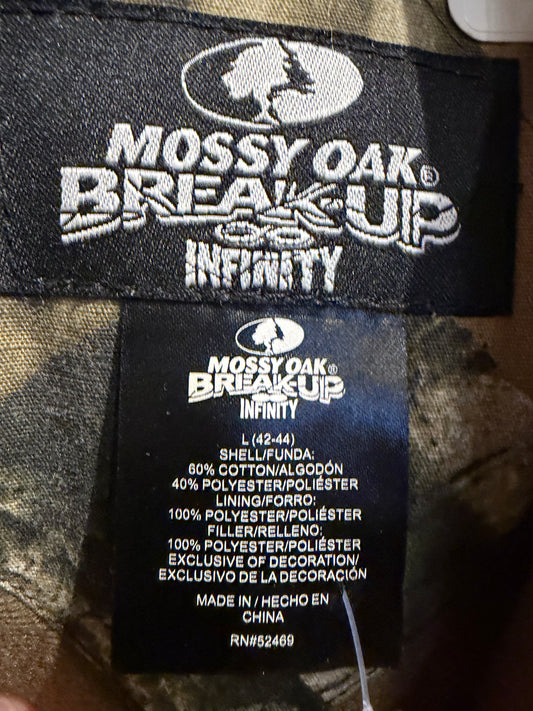 MOSSY OAK®
BREAK-UP
INFINITY
MOSSY OAK®
BREAK-UP
INFINITY
L (42-44)
SHELL/FUNDA:
60% COTTON/ALGODÓN
40% POLYESTER/POLIÉSTER
LINING/FORRO:
100% POLYESTER/POLIÉSTER
FILLER/RELLENO:
100% POLYESTER/POLIÉSTER
EXCLUSIVE OF DECORATION/
EXCLUSIVO DE LA DECORACIÓN
MADE IN / HECHO EN
CHINA
RN#52469